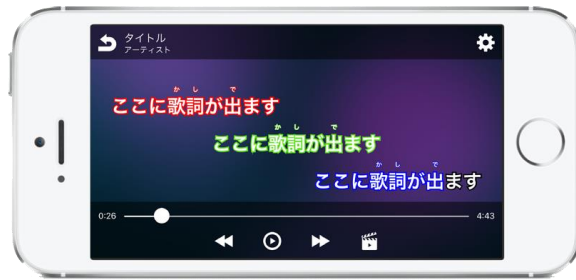 タイトル
アーティスト
か し で
ここに歌詞が出ます
か し で
ここに歌詞が出ます
か し で
ここに歌詞が出ます
0:26
4:43